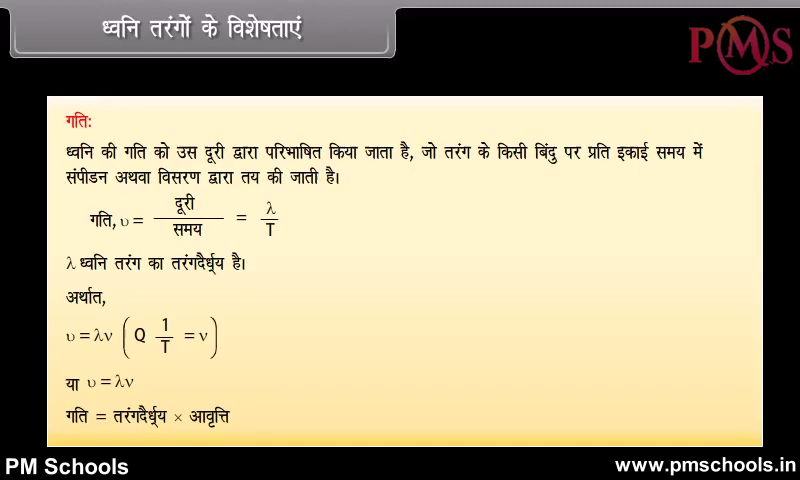 ध्वनि तरंगों के विशेषताएं
PMS
गतिः
ध्वनि की गति को उस दूरी द्वारा परिभाषित किया जाता है, जो तरंग के किसी बिंदु पर प्रति इकाई समय में
संपीडन अथवा विसरण द्वारा तय की जाती है।
गति, υ = दूरी / समय = λ / T
λ ध्वनि तरंग का तरंगदैर्ध्य है।
अर्थात,
υ = λν ( Q 1 / T = ν )
या υ = λν
गति = तरंगदैर्ध्य × आवृत्ति
PM Schools
www.pmschools.in